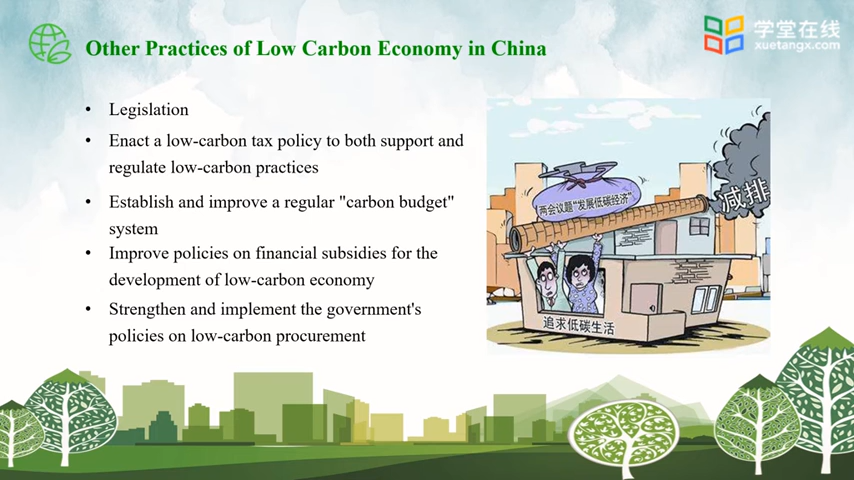 Other Practices of Low Carbon Economy in China
学堂在线
xuetangx.com
• Legislation
• Enact a low-carbon tax policy to both support and
regulate low-carbon practices
• Establish and improve a regular "carbon budget"
system
• Improve policies on financial subsidies for the
development of low-carbon economy
• Strengthen and implement the government's
policies on low-carbon procurement
两会议题"发展低碳经济"
减排
追求低碳生活